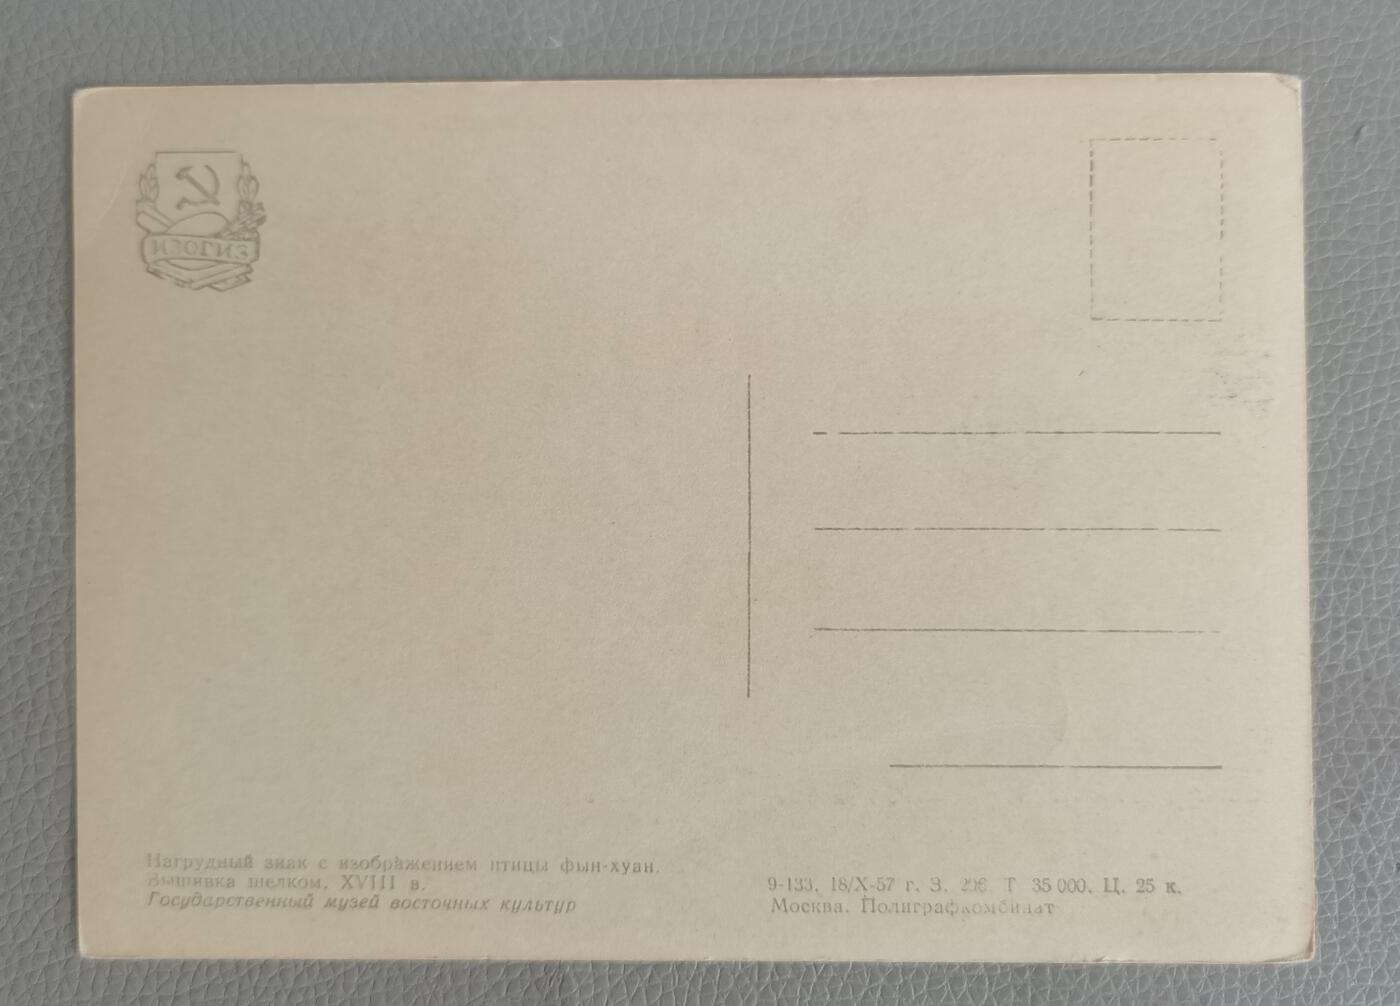 ИЗОГИЗ
Нагрудный знак с изображением птицы фын-хуан.
Вышивка шелком. XVIII в.
Государственный музей восточных культур
9-133. 18/X-57 г. З. Т 35 000. Ц. 25 к.
Москва. Полиграфкомбинат